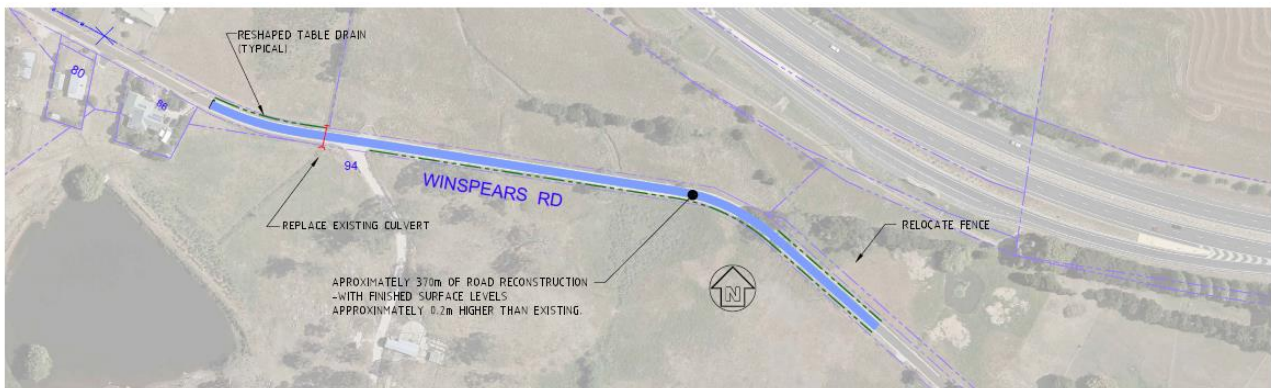 RESHAPED TABLE DRAIN
(TYPICAL)
80
86
94
WINSPEARS RD
REPLACE EXISTING CULVERT
RELOCATE FENCE
APROXIMATELY 370m OF ROAD RECONSTRUCTION
-WITH FINISHED SURFACE LEVELS
APPROXINMATELY 0.2m HIGHER THAN EXISTING.
N